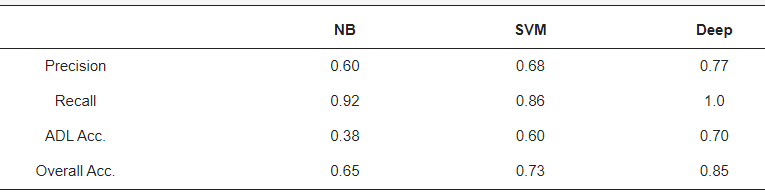 NB SVM Deep
Precision 0.60 0.68 0.77
Recall 0.92 0.86 1.0
ADL Acc. 0.38 0.60 0.70
Overall Acc. 0.65 0.73 0.85